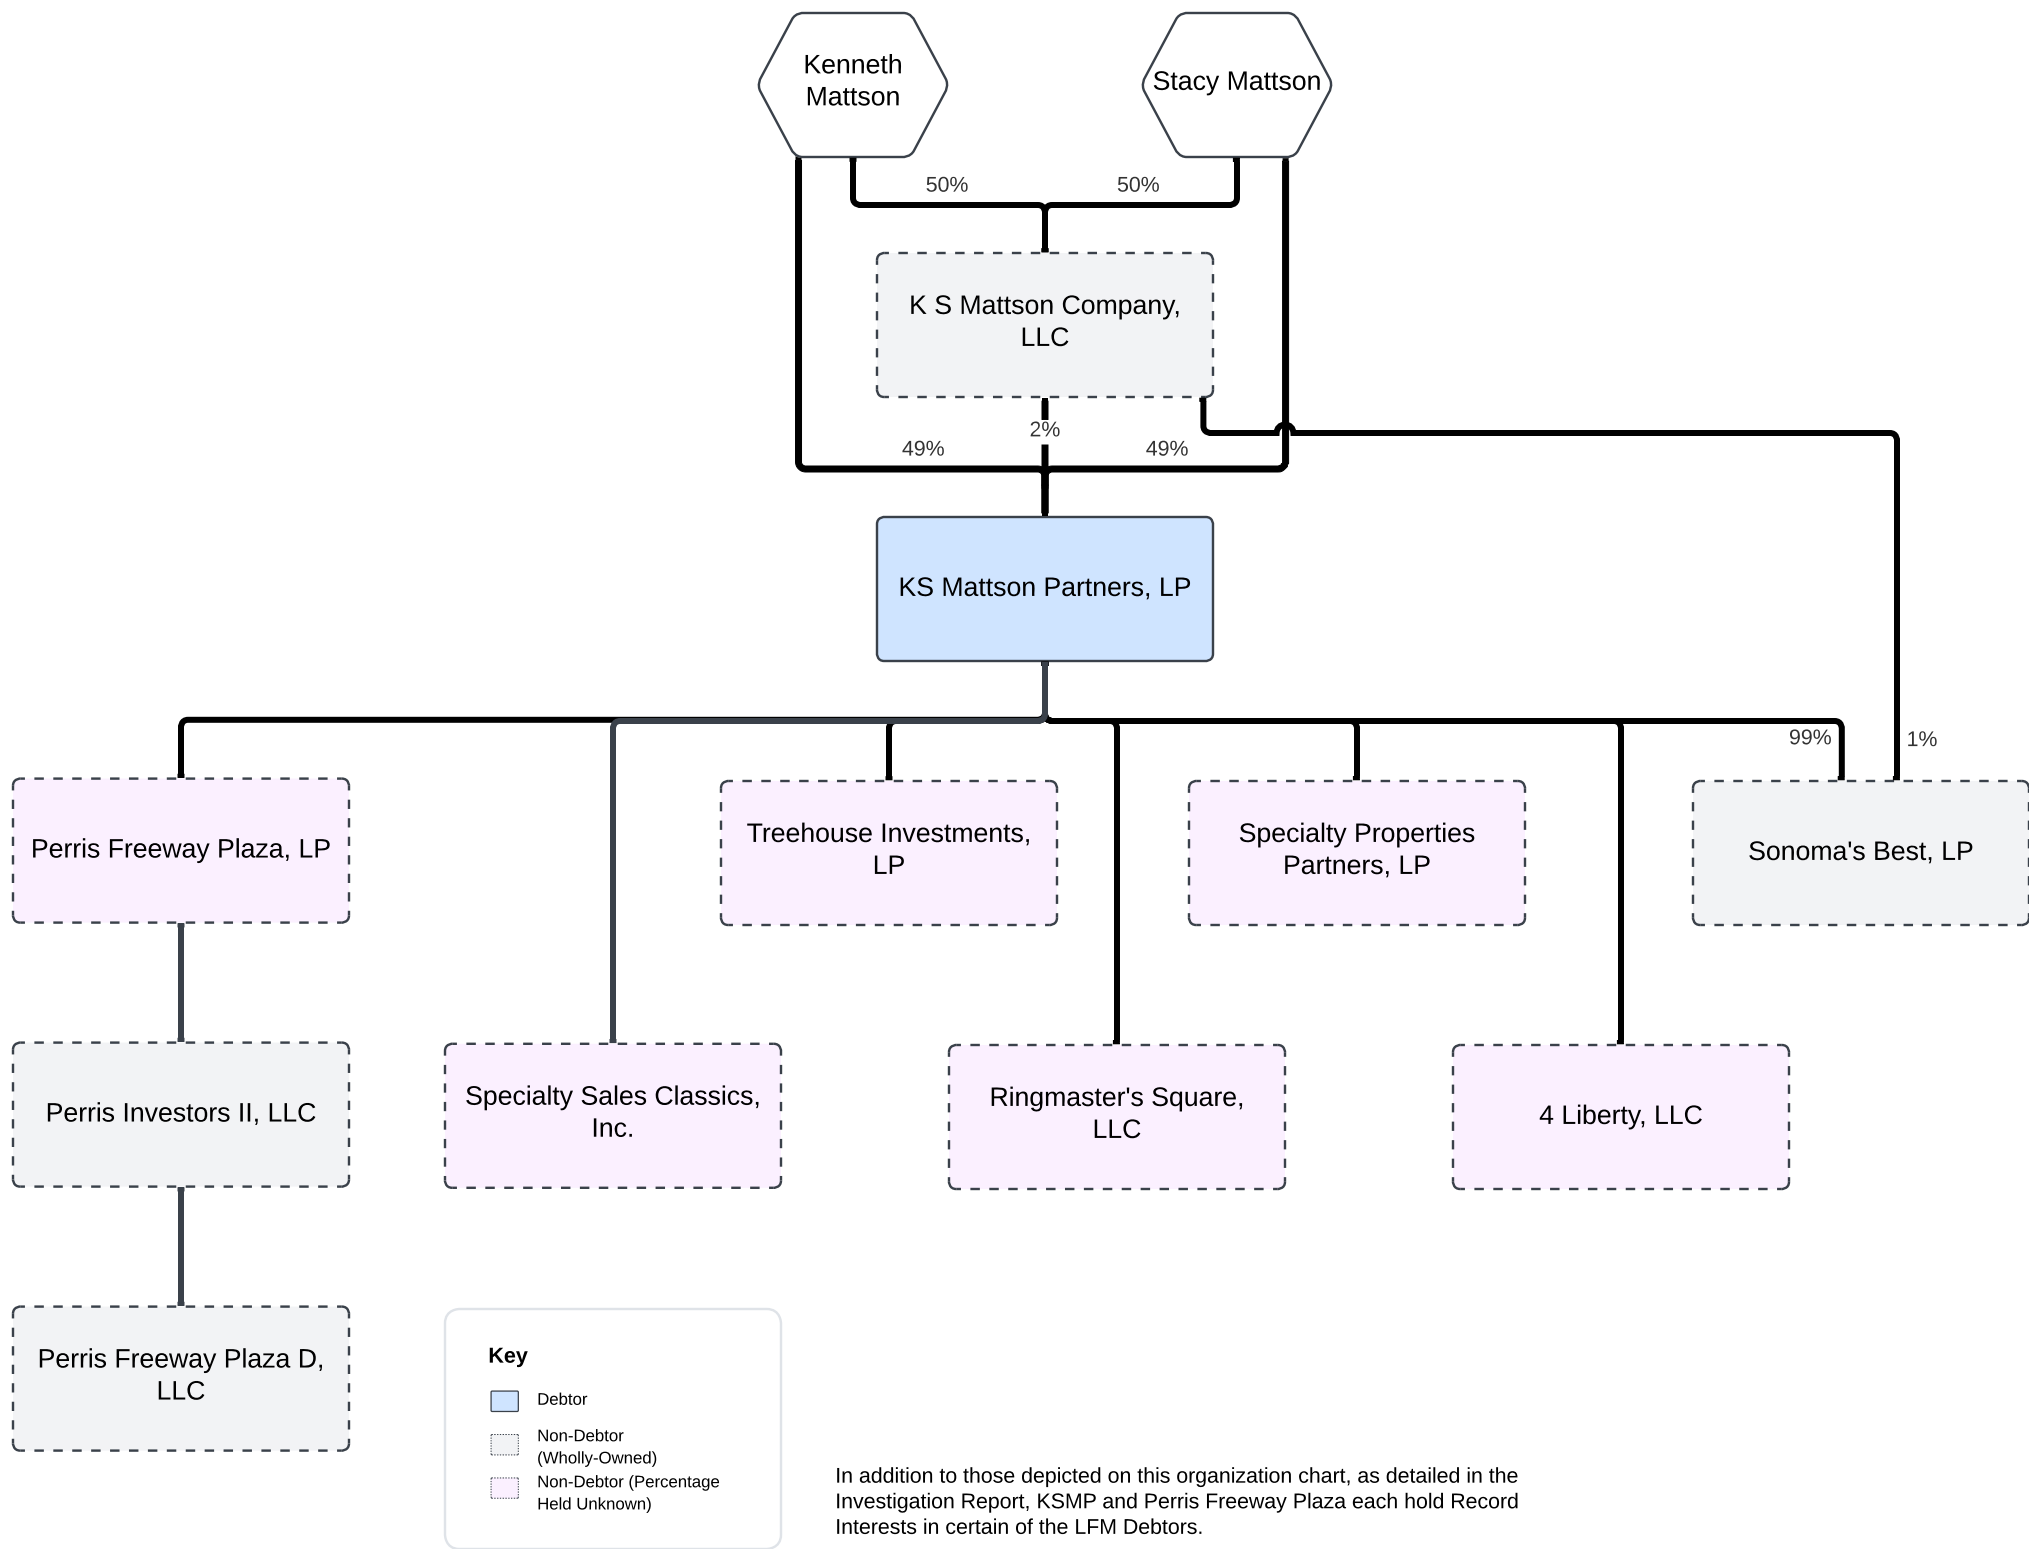 Kenneth
Mattson
Stacy Mattson
50%
50%
K S Mattson Company,
LLC
2%
49%
49%
KS Mattson Partners, LP
99%
1%
Perris Freeway Plaza, LP
Treehouse Investments,
LP
Specialty Properties
Partners, LP
Sonoma's Best, LP
Perris Investors II, LLC
Specialty Sales Classics,
Inc.
Ringmaster's Square,
LLC
4 Liberty, LLC
Perris Freeway Plaza D,
LLC
Key
Debtor
Non-Debtor
(Wholly-Owned)
Non-Debtor (Percentage
Held Unknown)
In addition to those depicted on this organization chart, as detailed in the
Investigation Report, KSMP and Perris Freeway Plaza each hold Record
Interests in certain of the LFM Debtors.